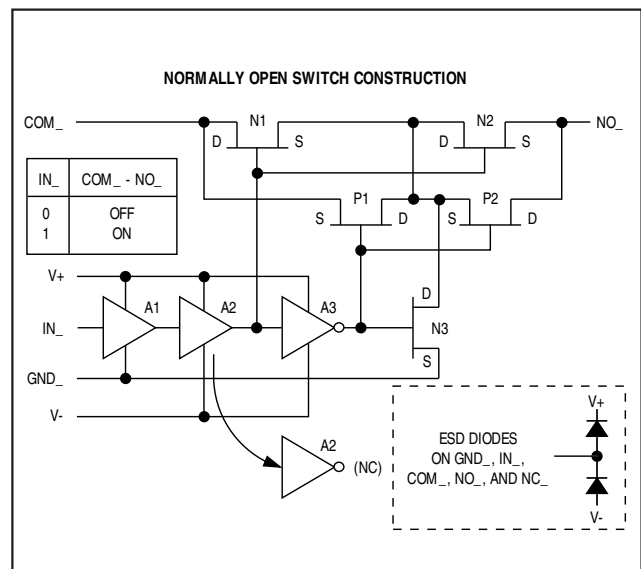 NORMALLY OPEN SWITCH CONSTRUCTION
COM_
N1
N2
NO_
D
S
D
S
IN_ COM_ - NO_
0 OFF
1 ON
P1
P2
S
D
S
D
V+
A1
A2
A3
D
N3
S
IN_
GND_
V-
A2
(NC)
V+
ESD DIODES
ON GND_, IN_,
COM_, NO_, AND NC_
V-